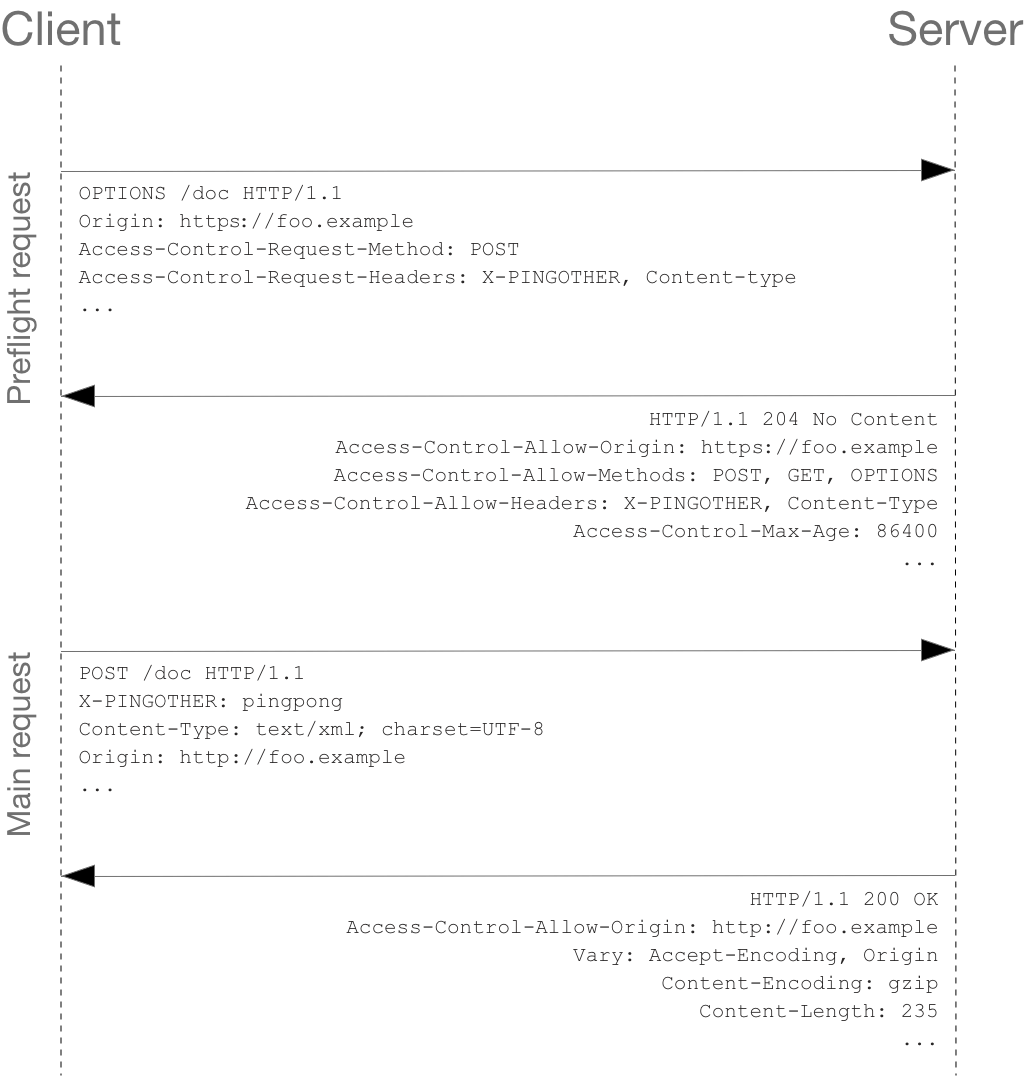 Client
Server
Preflight request
OPTIONS /doc HTTP/1.1
Origin: https://foo.example
Access-Control-Request-Method: POST
Access-Control-Request-Headers: X-PINGOTHER, Content-type
...
HTTP/1.1 204 No Content
Access-Control-Allow-Origin: https://foo.example
Access-Control-Allow-Methods: POST, GET, OPTIONS
Access-Control-Allow-Headers: X-PINGOTHER, Content-Type
Access-Control-Max-Age: 86400
...
Main request
POST /doc HTTP/1.1
X-PINGOTHER: pingpong
Content-Type: text/xml; charset=UTF-8
Origin: http://foo.example
...
HTTP/1.1 200 OK
Access-Control-Allow-Origin: http://foo.example
Vary: Accept-Encoding, Origin
Content-Encoding: gzip
Content-Length: 235
...